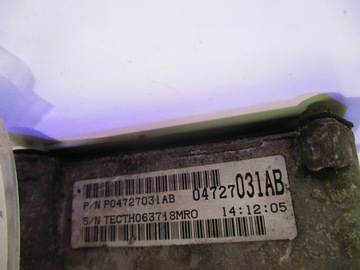 P/N P04727031AB 04727031AB
S/N TECTH063718MRO 14:12:05